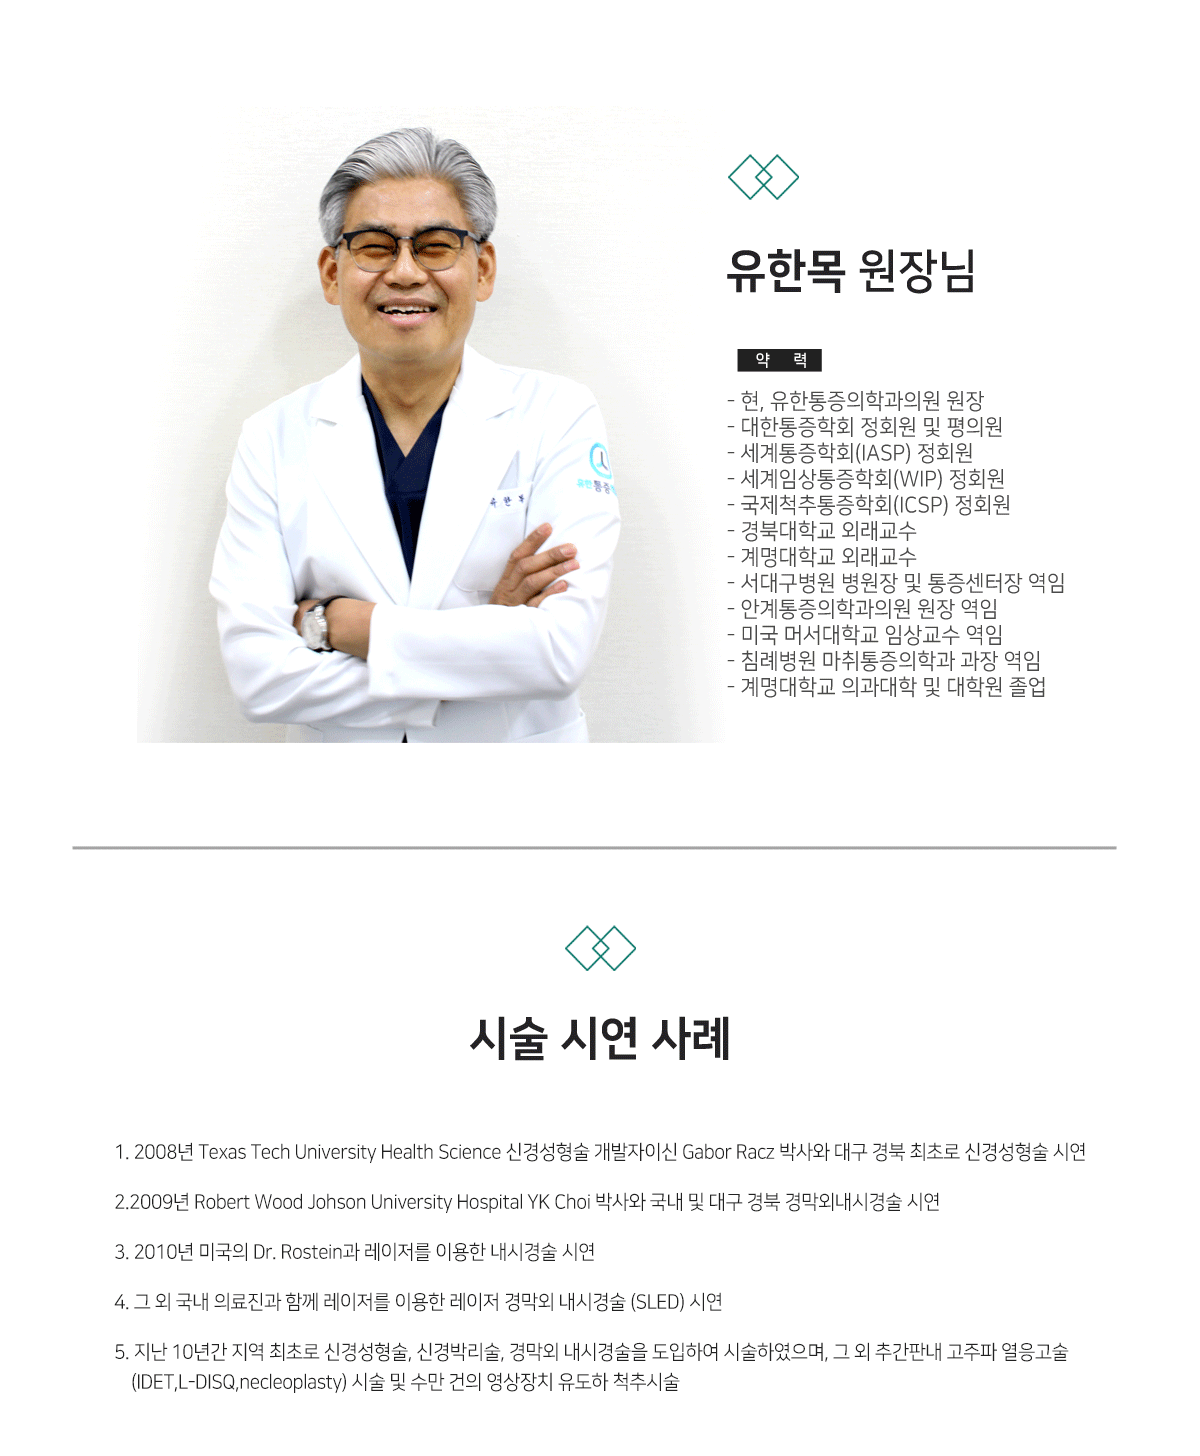 유한목 원장님
약 력
- 현, 유한통증의학과의원 원장
- 대한통증학회 정회원 및 평의원
- 세계통증학회(IASP) 정회원
- 세계임상통증학회(WIP) 정회원
- 국제척추통증학회(ICSP) 정회원
- 경북대학교 외래교수
- 계명대학교 외래교수
- 서대구병원 병원장 및 통증센터장 역임
- 안계통증의학과의원 원장 역임
- 미국 머서대학교 임상교수 역임
- 침례병원 마취통증의학과 과장 역임
- 계명대학교 의과대학 및 대학원 졸업
유한통증
유한목
시술 시연 사례
1. 2008년 Texas Tech University Health Science 신경성형술 개발자이신 Gabor Racz 박사와 대구 경북 최초로 신경성형술 시연
2.2009년 Robert Wood Johson University Hospital YK Choi 박사와 국내 및 대구 경북 경막외내시경술 시연
3. 2010년 미국의 Dr. Rostein과 레이저를 이용한 내시경술 시연
4. 그 외 국내 의료진과 함께 레이저를 이용한 레이저 경막외 내시경술 (SLED) 시연
5. 지난 10년간 지역 최초로 신경성형술, 신경박리술, 경막외 내시경술을 도입하여 시술하였으며, 그 외 추간판내 고주파 열응고술
(IDET,L-DISQ,necleoplasty) 시술 및 수만 건의 영상장치 유도하 척추시술